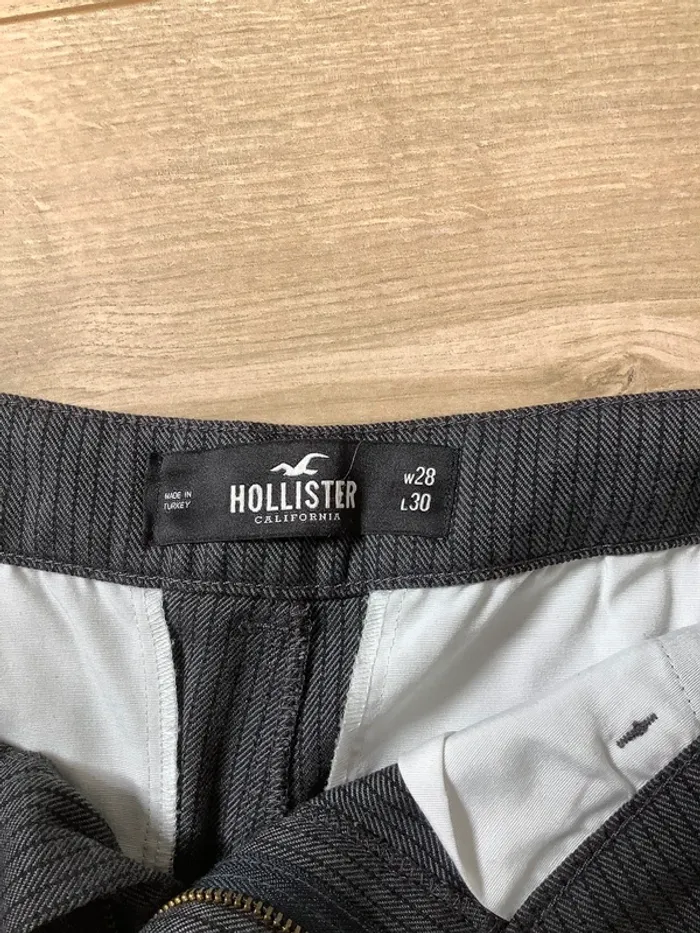 MADE IN
TURKEY
HOLLISTER
CALIFORNIA
W28
L30